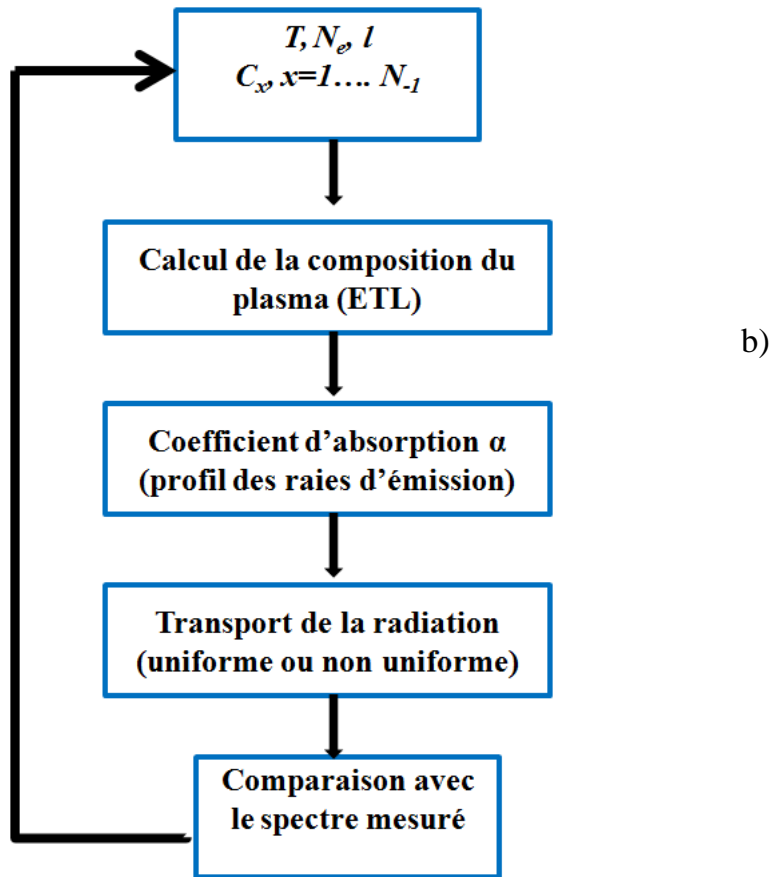 T, Nₑ, l
Cₓ, x=1…. N₋₁
Calcul de la composition du
plasma (ETL)
b)
Coefficient d’absorption α
(profil des raies d’émission)
Transport de la radiation
(uniforme ou non uniforme)
Comparaison avec
le spectre mesuré